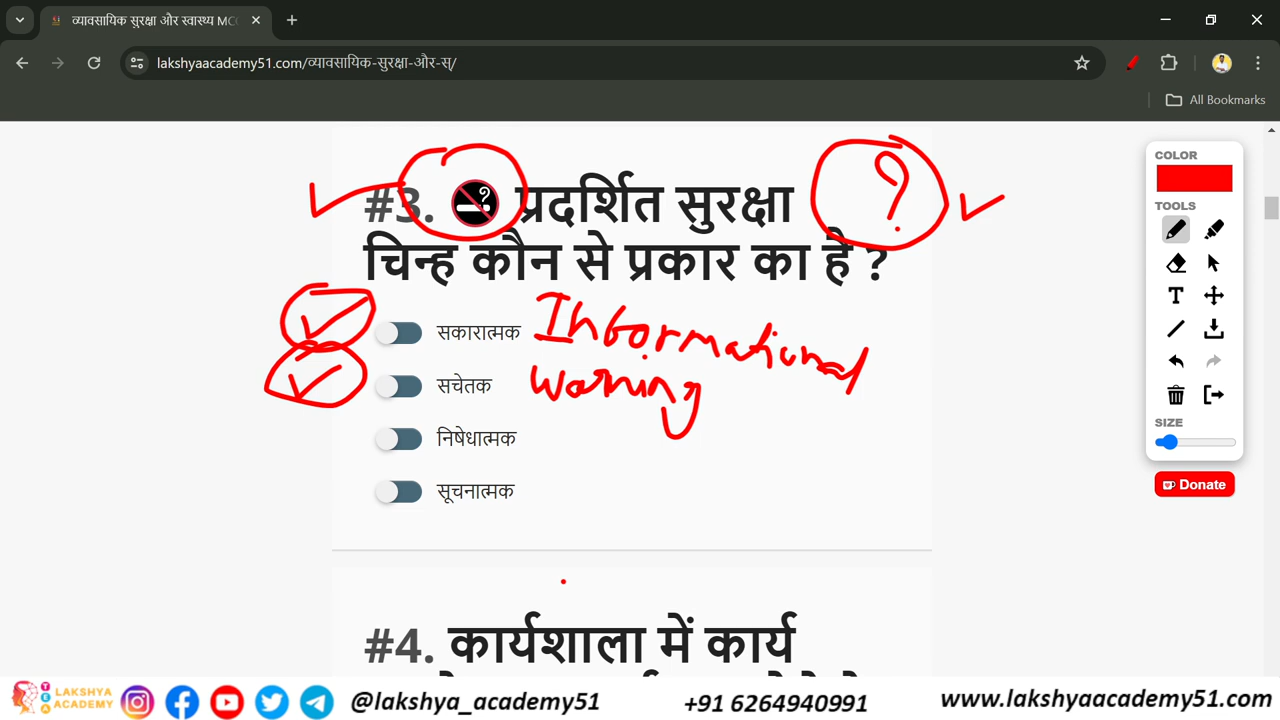 व्यावसायिक सुरक्षा और स्वास्थ्य MC
lakshyaacademy51.com/व्यावसायिक-सुरक्षा-और-स्/
All Bookmarks
#3. प्रदर्शित सुरक्षा ?
चिन्ह कौन से प्रकार का है ?
सकारात्मक Informational
सचेतक Warning
निषेधात्मक
सूचनात्मक
#4. कार्यशाला में कार्य
COLOR
TOOLS
T
SIZE
Donate
LAKSHYA
ACADEMY
@lakshya_academy51
+91 6264940991
www.lakshyaacademy51.com